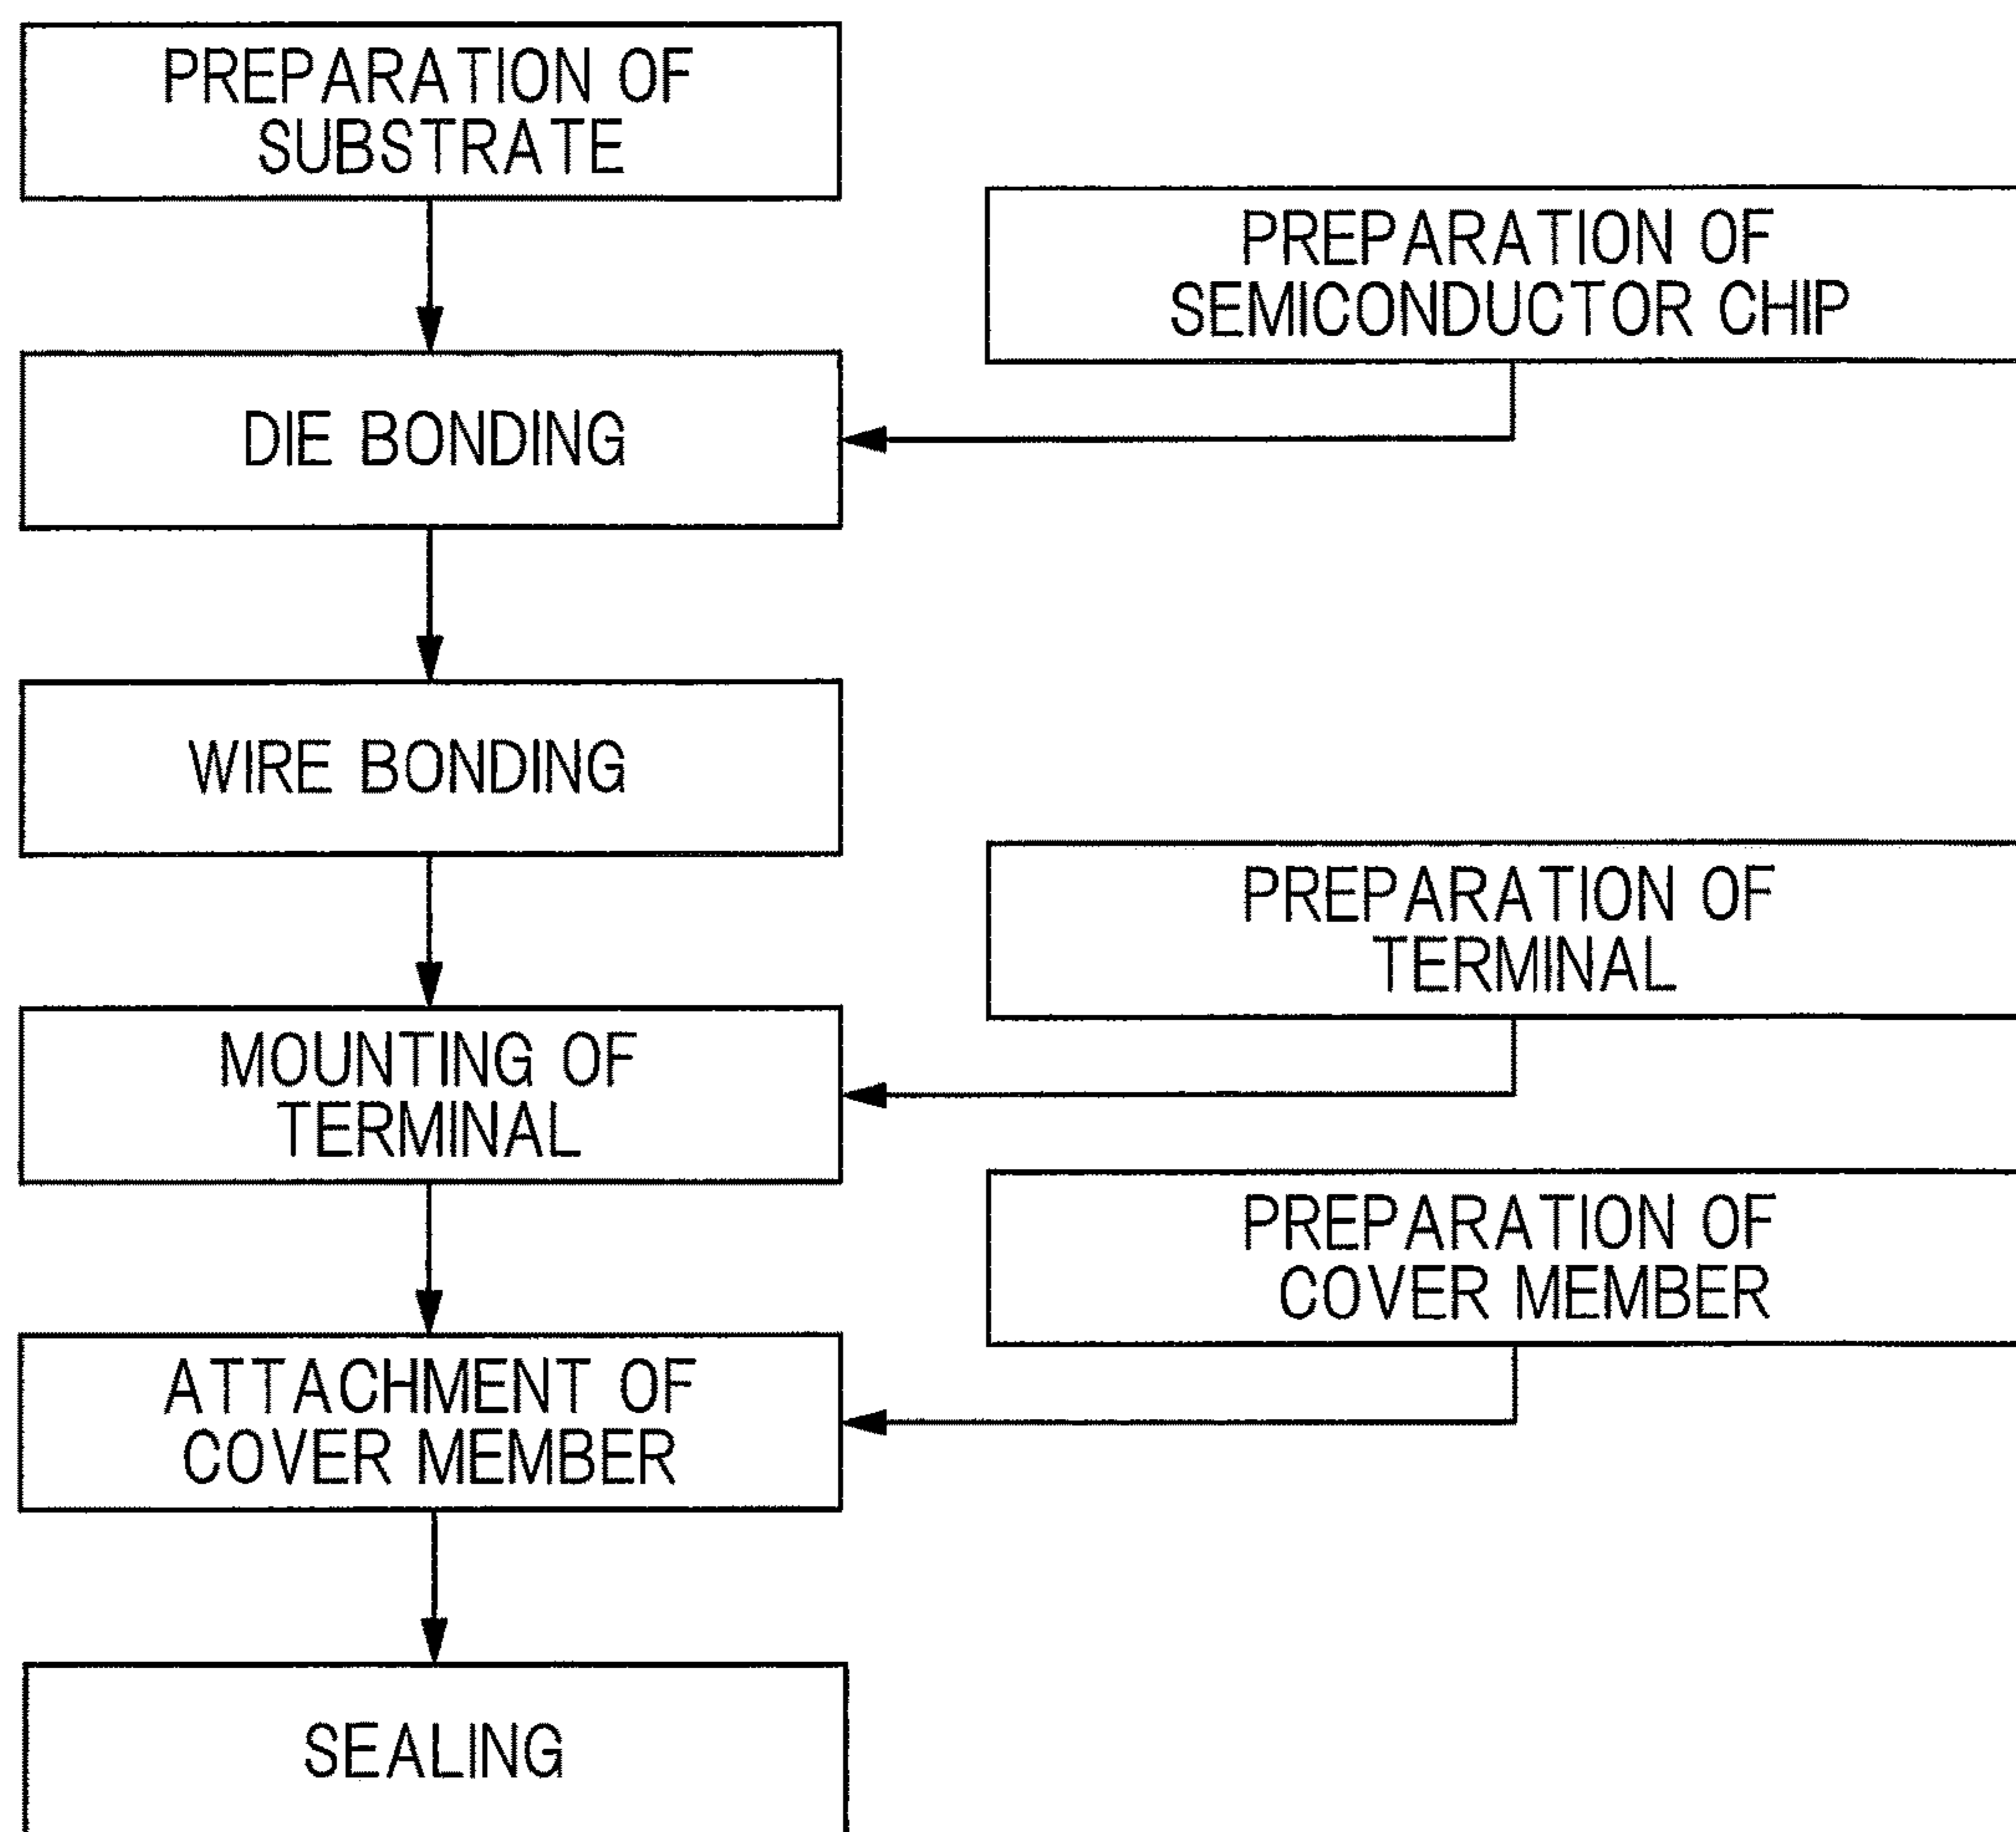 PREPARATION OF
SUBSTRATE
PREPARATION OF
SEMICONDUCTOR CHIP
DIE BONDING
WIRE BONDING
PREPARATION OF
TERMINAL
MOUNTING OF
TERMINAL
PREPARATION OF
COVER MEMBER
ATTACHMENT OF
COVER MEMBER
SEALING